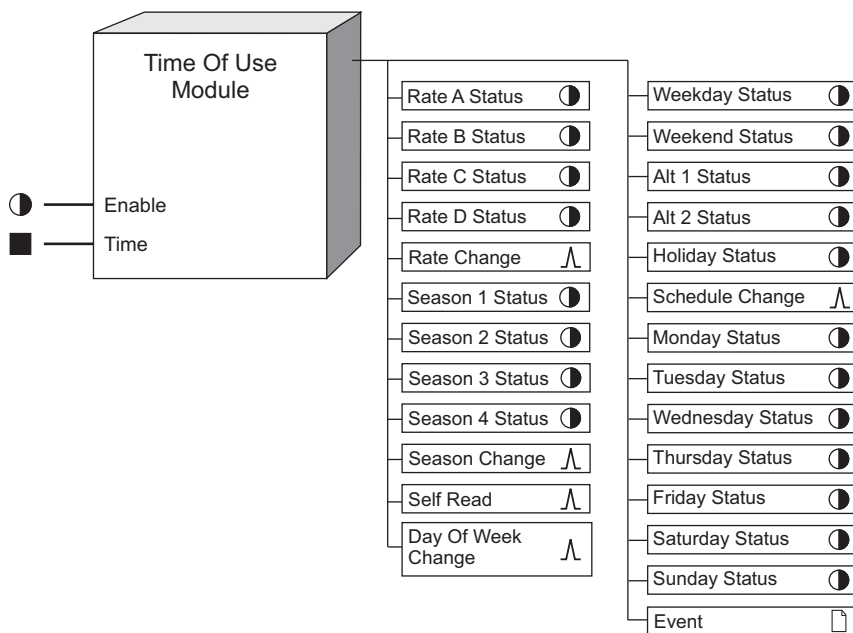 Time Of Use
Module
Enable
Time
Rate A Status
Rate B Status
Rate C Status
Rate D Status
Rate Change
Season 1 Status
Season 2 Status
Season 3 Status
Season 4 Status
Season Change
Self Read
Day Of Week
Change
Weekday Status
Weekend Status
Alt 1 Status
Alt 2 Status
Holiday Status
Schedule Change
Monday Status
Tuesday Status
Wednesday Status
Thursday Status
Friday Status
Saturday Status
Sunday Status
Event